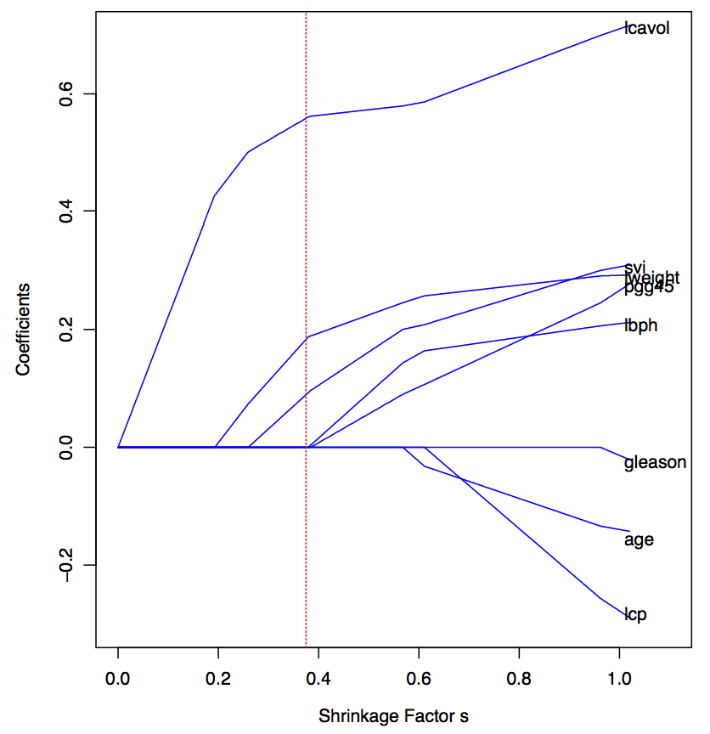 lcavol
svi
lweight
pgg45
lbph
gleason
age
lcp
0.6
0.4
0.2
0.0
−0.2
Coefficients
0.0 0.2 0.4 0.6 0.8 1.0
Shrinkage Factor s